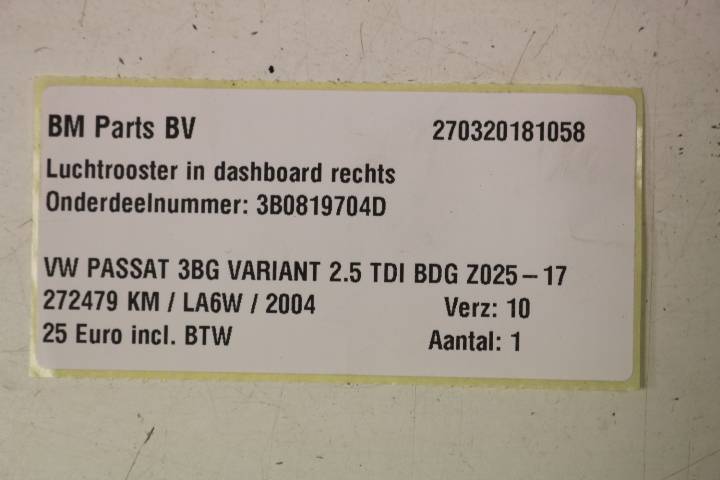 BM Parts BV 270320181058
Luchtrooster in dashboard rechts
Onderdeelnummer: 3B0819704D
VW PASSAT 3BG VARIANT 2.5 TDI BDG Z025-17
272479 KM / LA6W / 2004 Verz: 10
25 Euro incl. BTW Aantal: 1